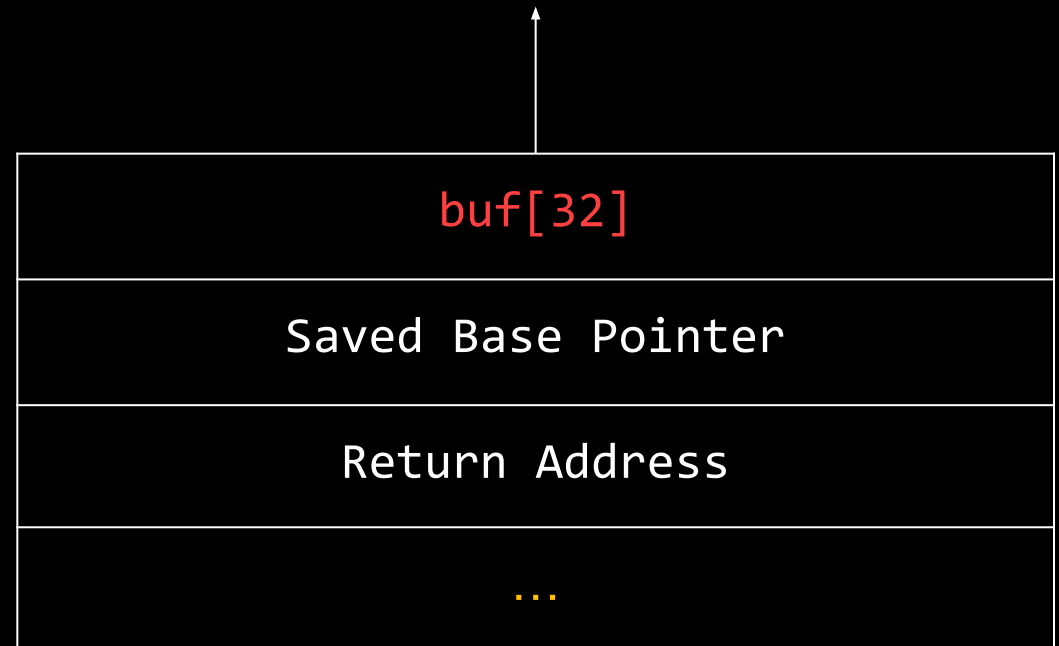 buf[32]
Saved Base Pointer
Return Address
...